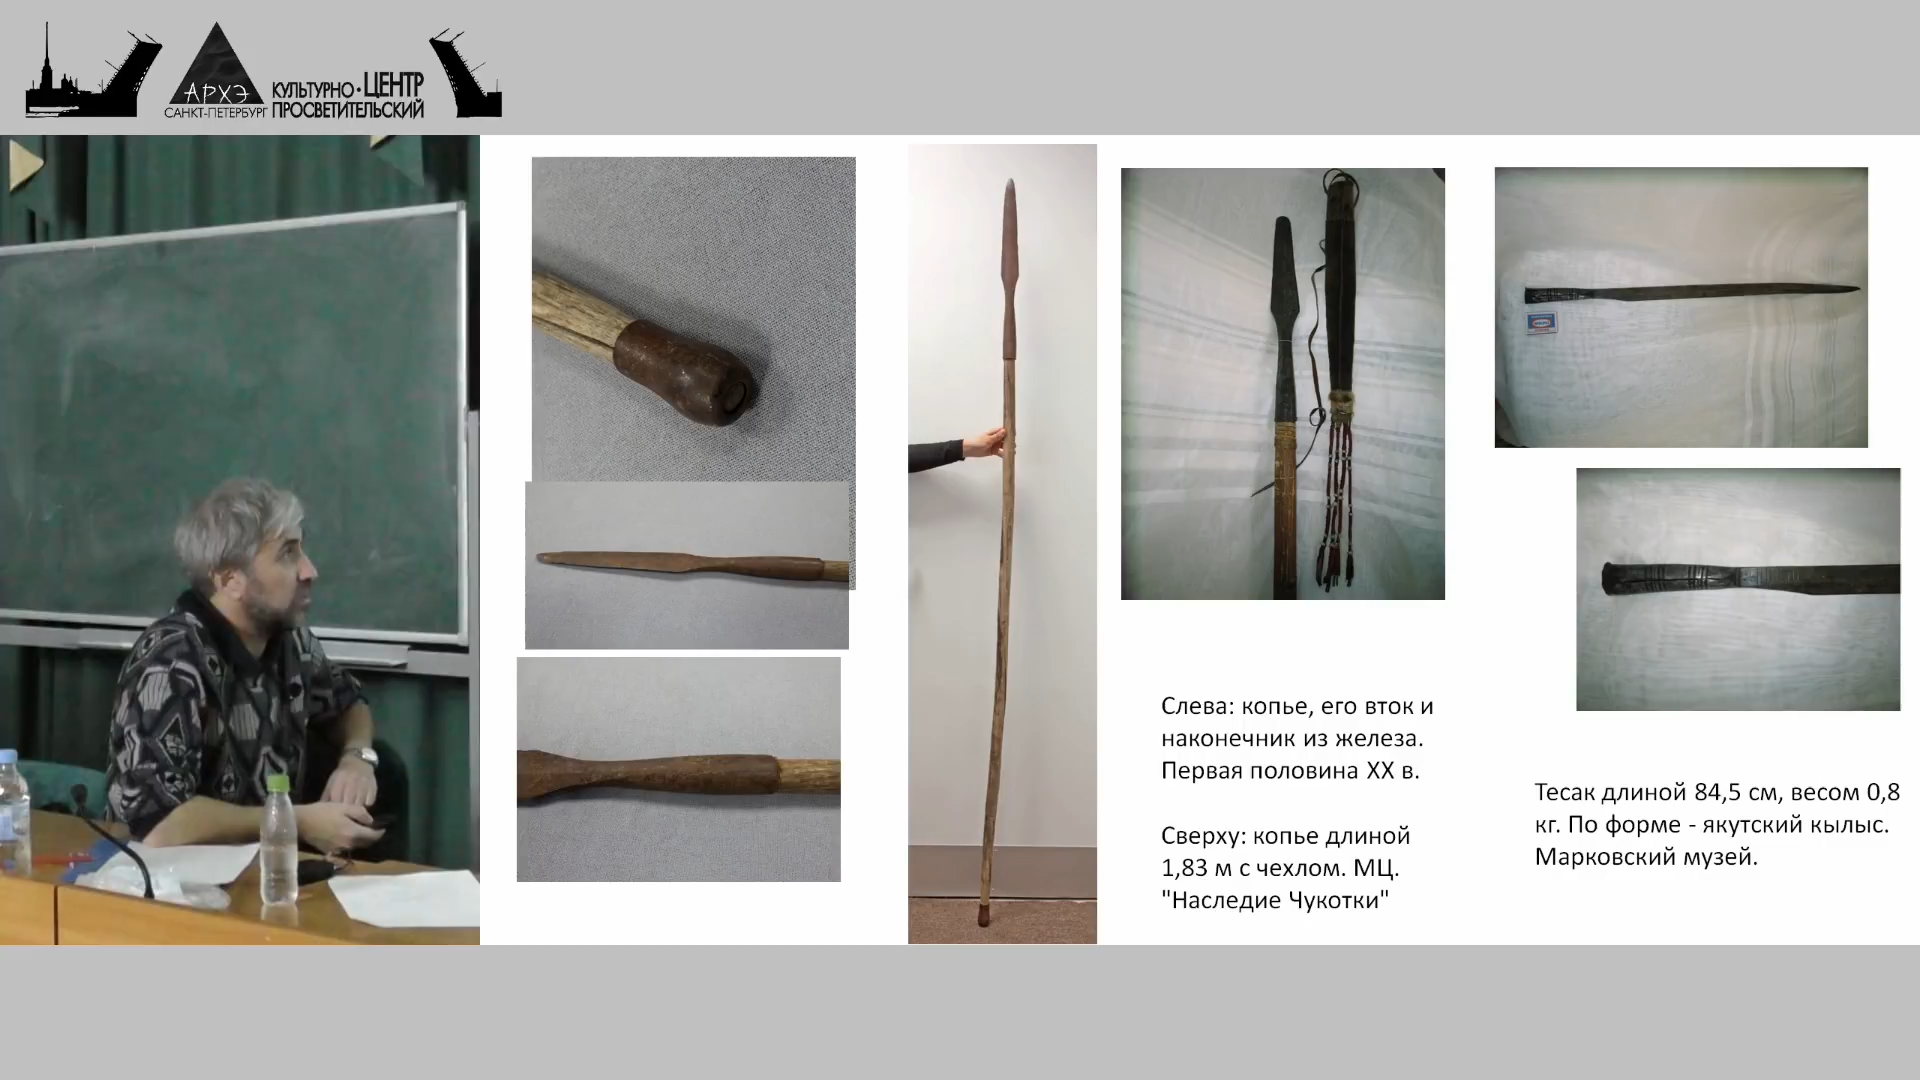 АРХЭ
САНКТ-ПЕТЕРБУРГ
КУЛЬТУРНО-ЦЕНТР
ПРОСВЕТИТЕЛЬСКИЙ
Слева: копье, его вток и
наконечник из железа.
Первая половина XX в.
Сверху: копье длиной
1,83 м с чехлом. МЦ.
"Наследие Чукотки"
Тесак длиной 84,5 см, весом 0,8
кг. По форме - якутский кылыс.
Марковский музей.